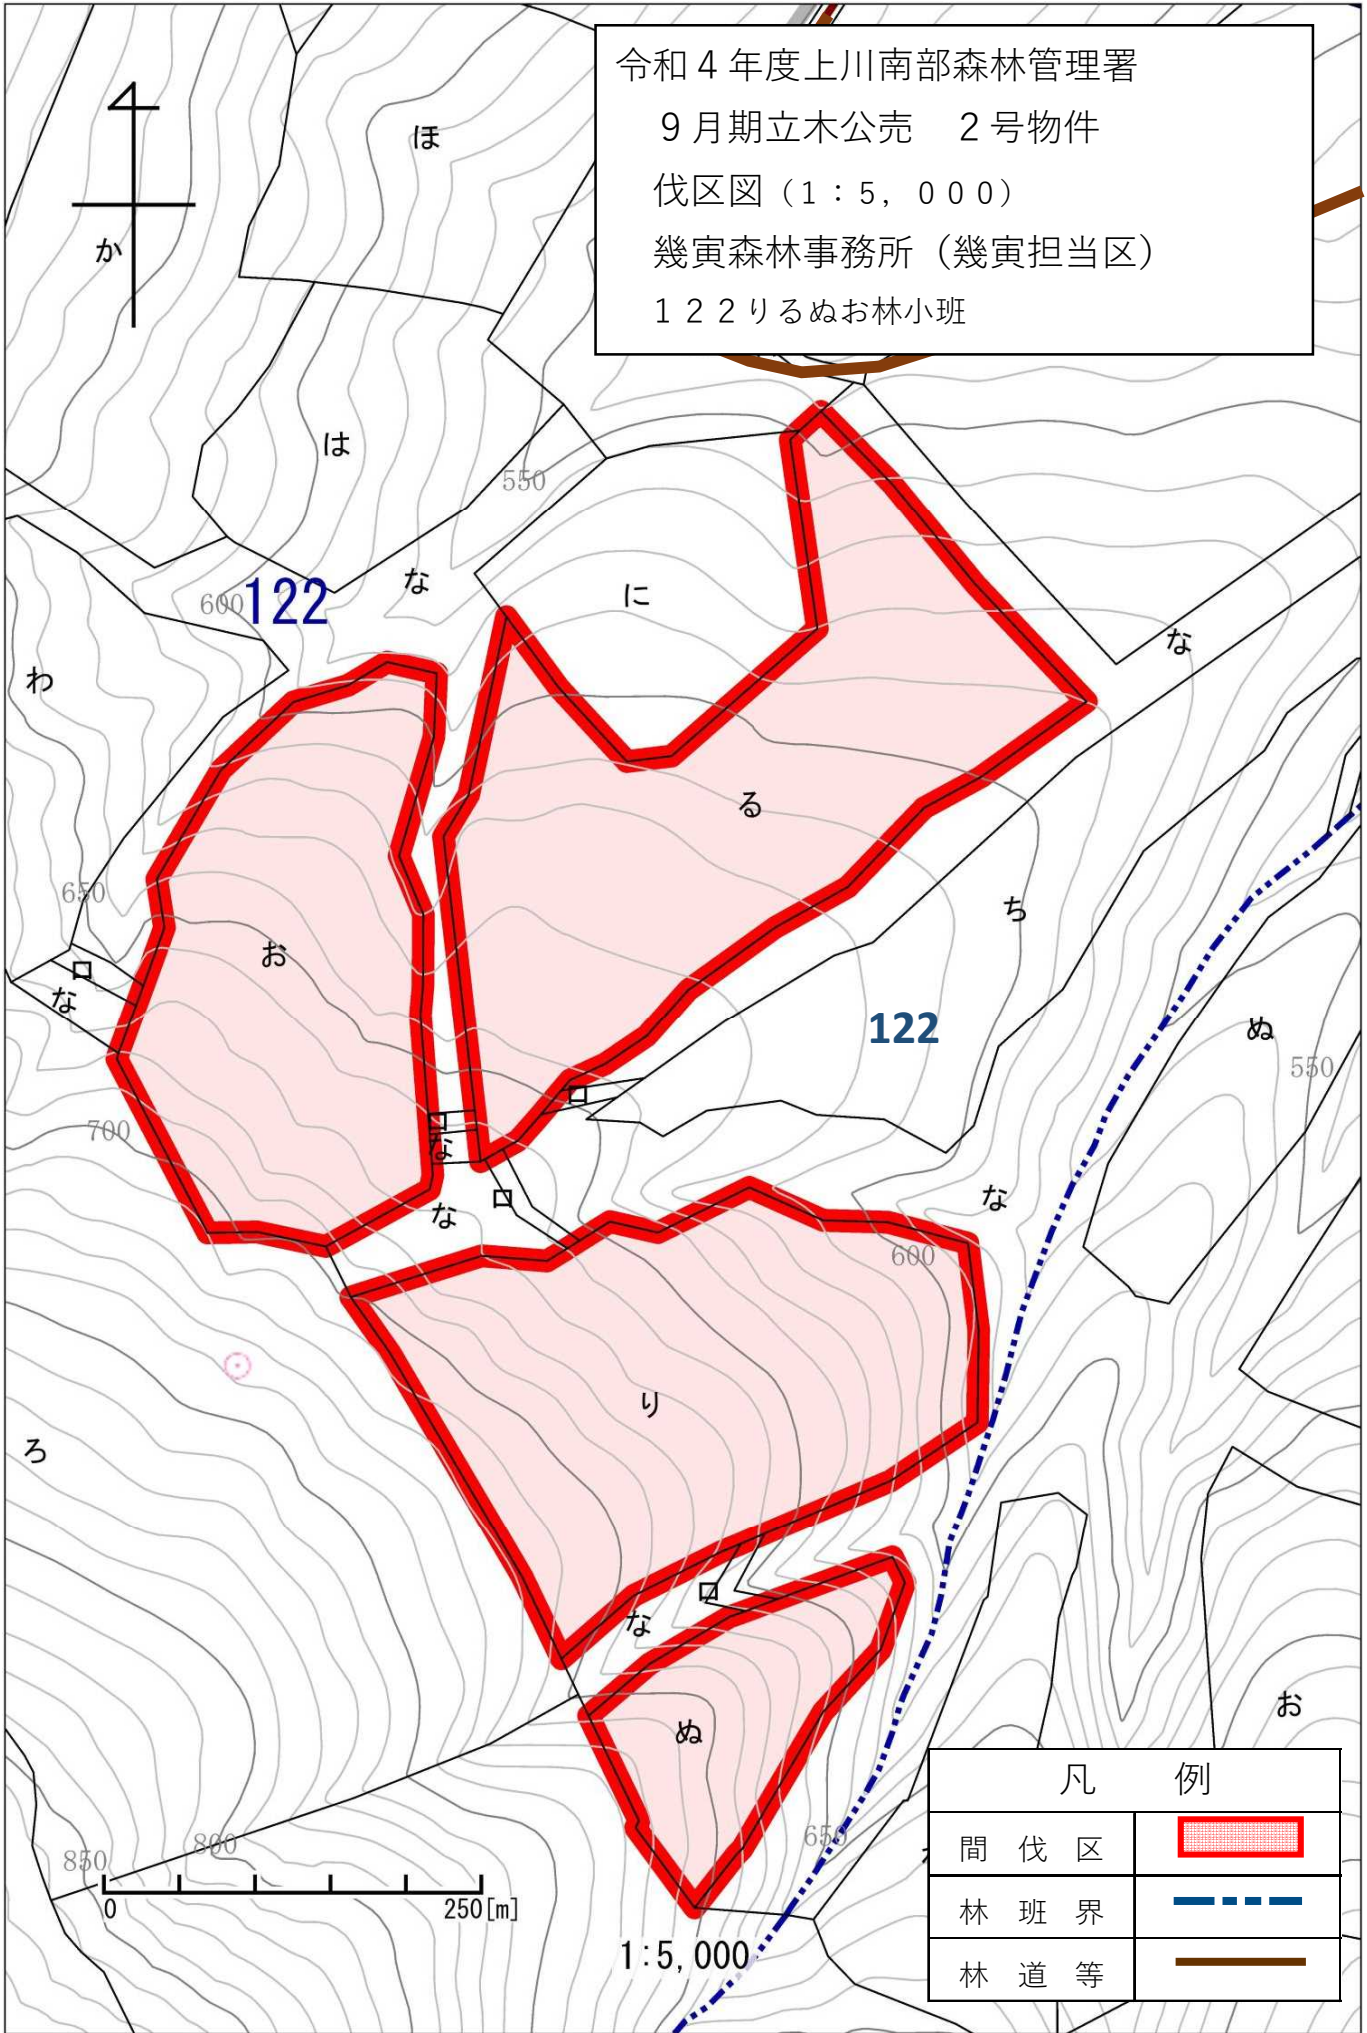 令和４年度上川南部森林管理署
９月期立木公売　２号物件
伐区図（1：5，000）
幾寅森林事務所（幾寅担当区）
１２２りるぬお林小班
ほ
か
は
550
な
に
600
122
な
わ
る
650
ち
お
ロ
な
122
ぬ
550
ロ
700
ロ
な
ロ
な
な
600
り
ろ
ロ
な
ぬ
お
650
800
850
0
250[m]
1:5,000
凡　例
間伐区
林班界
林道等